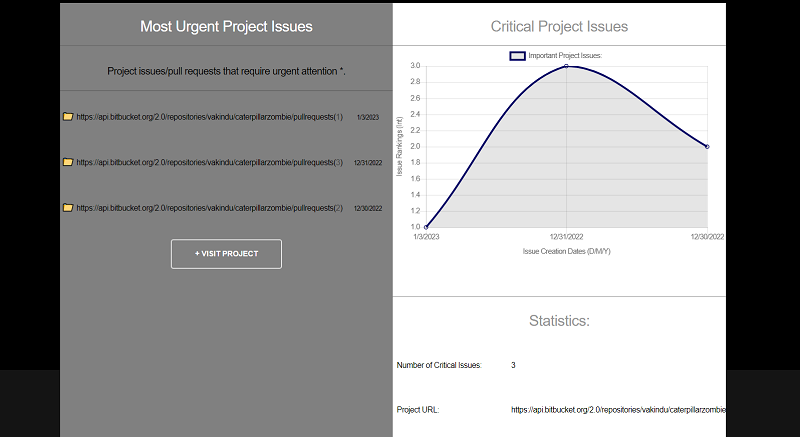 Most Urgent Project Issues
Project issues/pull requests that require urgent attention *.
https://api.bitbucket.org/2.0/repositories/vakindu/caterpillarzombie/pullrequests(1) 1/3/2023
https://api.bitbucket.org/2.0/repositories/vakindu/caterpillarzombie/pullrequests(3) 12/31/2022
https://api.bitbucket.org/2.0/repositories/vakindu/caterpillarzombie/pullrequests(2) 12/30/2022
+ VISIT PROJECT
Critical Project Issues
Important Project Issues:
Issue Rankings (Int)
3.0
2.8
2.6
2.4
2.2
2.0
1.8
1.6
1.4
1.2
1.0
1/3/2023 12/31/2022 12/30/2022
Issue Creation Dates (D/M/Y)
Statistics:
Number of Critical Issues: 3
Project URL: https://api.bitbucket.org/2.0/repositories/vakindu/caterpillarzombie